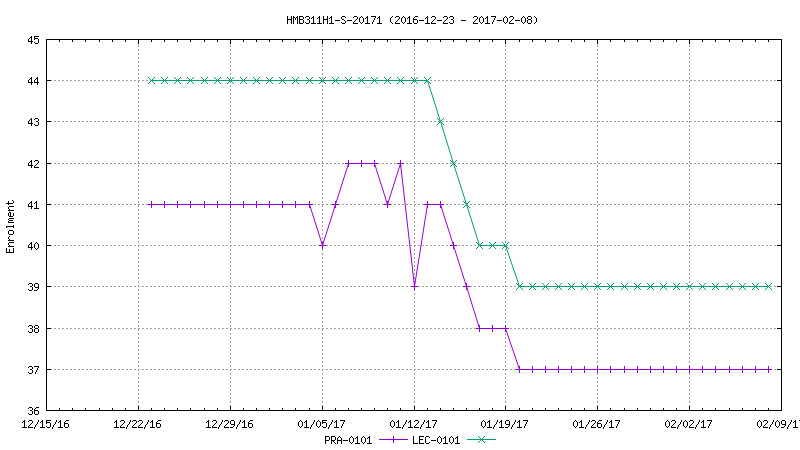 HMB311H1-S-20171 (2016-12-23 - 2017-02-08)
45
44
43
42
41
40
39
38
37
36
Enrolment
12/15/16 12/22/16 12/29/16 01/05/17 01/12/17 01/19/17 01/26/17 02/02/17 02/09/17
PRA-0101 LEC-0101